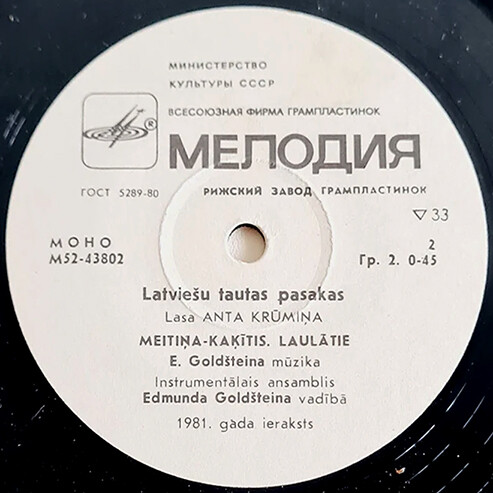 МИНИСТЕРСТВО
КУЛЬТУРЫ СССР
ВСЕСОЮЗНАЯ ФИРМА ГРАМПЛАСТИНОК
® МЕЛОДИЯ
ГОСТ 5289-80 РИЖСКИЙ ЗАВОД ГРАМПЛАСТИНОК
▽ 33
МОНО 2
М52-43802 Гр. 2. 0-45
Latviešu tautas pasakas
Lasa ANTA KRŪMIŅA
MEITIŅA-KAĶĪTIS. LAULĀTIE
E. Goldšteina mūzika
Instrumentālais ansamblis
Edmunda Goldšteina vadībā
1981. gada ieraksts